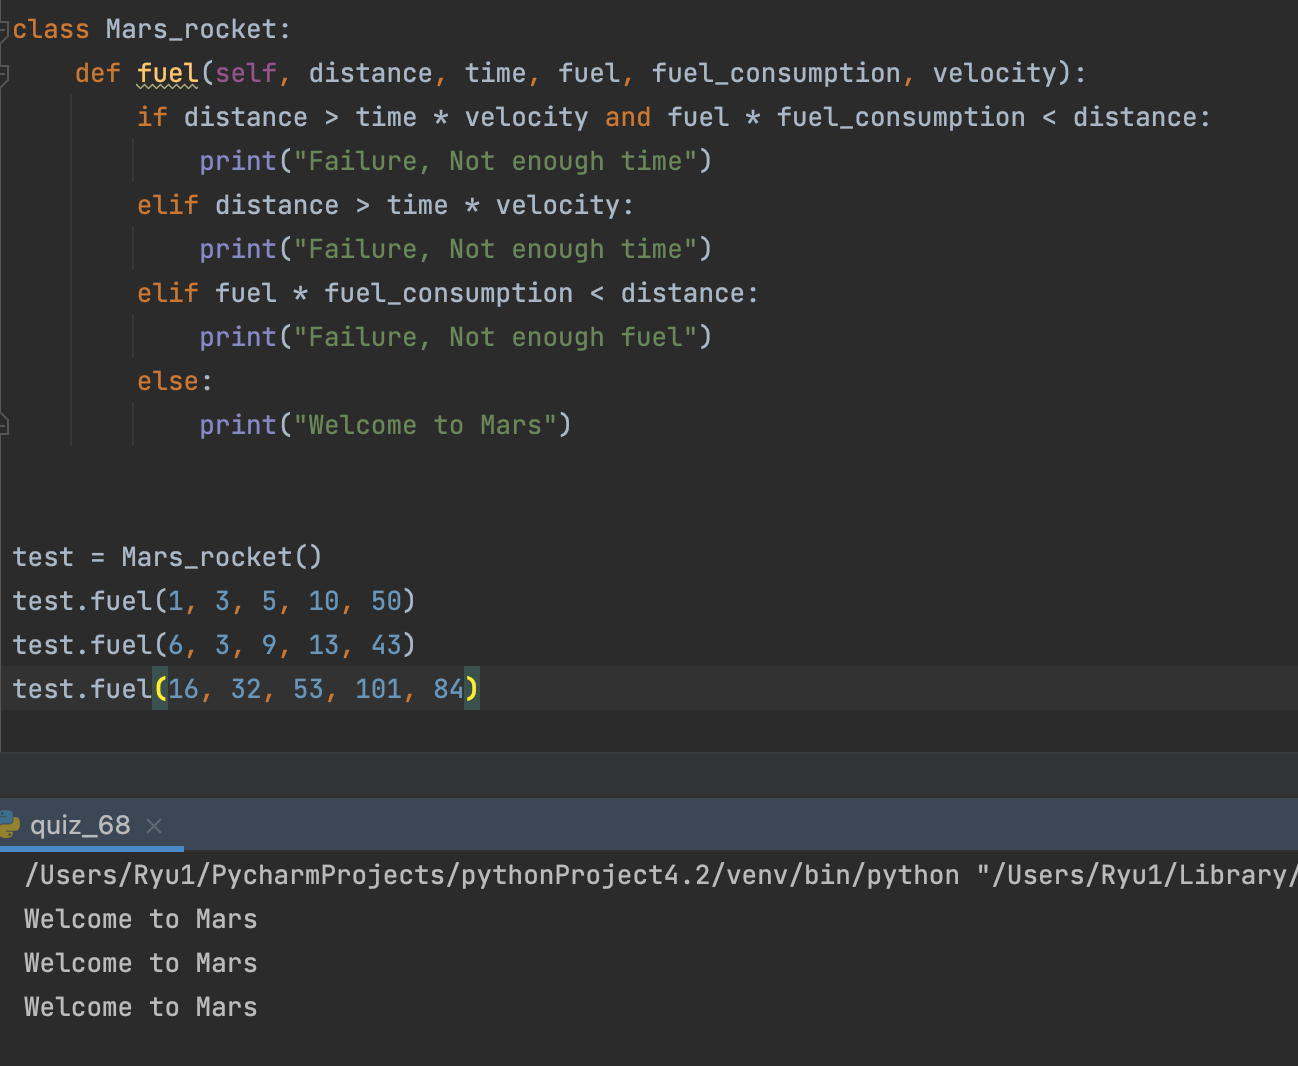 class Mars_rocket:
    def fuel(self, distance, time, fuel, fuel_consumption, velocity):
        if distance > time * velocity and fuel * fuel_consumption < distance:
            print("Failure, Not enough time")
        elif distance > time * velocity:
            print("Failure, Not enough time")
        elif fuel * fuel_consumption < distance:
            print("Failure, Not enough fuel")
        else:
            print("Welcome to Mars")
test = Mars_rocket()
test.fuel(1, 3, 5, 10, 50)
test.fuel(6, 3, 9, 13, 43)
test.fuel(16, 32, 53, 101, 84)
quiz_68 ×
/Users/Ryu1/PycharmProjects/pythonProject4.2/venv/bin/python "/Users/Ryu1/Library/
Welcome to Mars
Welcome to Mars
Welcome to Mars